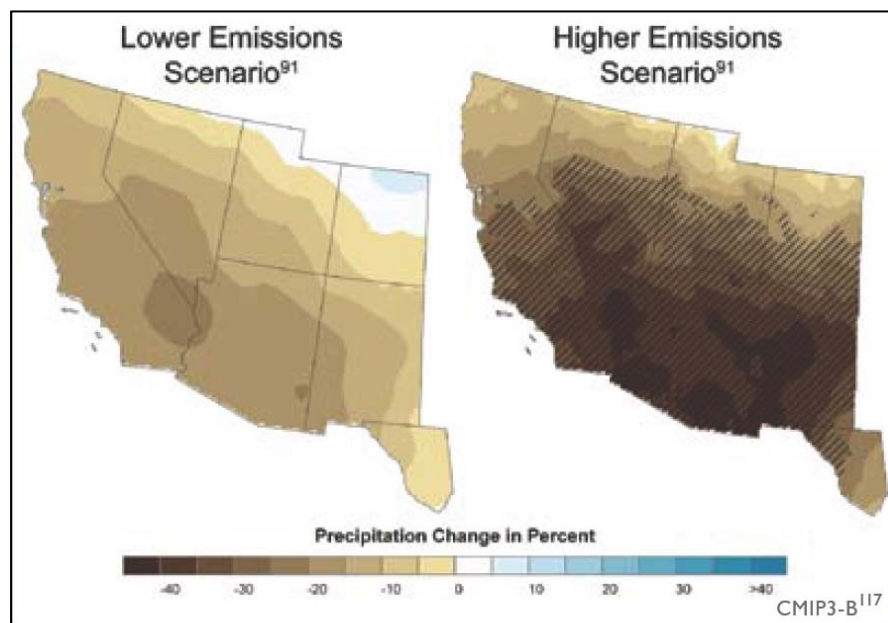 Lower Emissions
Scenario91
Higher Emissions
Scenario91
Precipitation Change in Percent
-40 -30 -20 -10 0 10 20 30 >40
CMIP3-B117